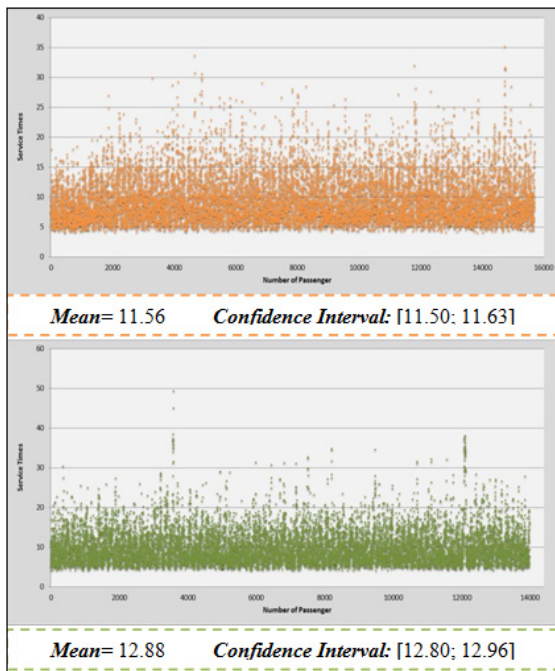 40
35
30
25
20
15
10
5
0
Service Times
0 2000 4000 6000 8000 10000 12000 14000 16000
Number of Passenger
Mean= 11.56 Confidence Interval: [11.50; 11.63]
60
50
40
30
20
10
0
Service Times
0 2000 4000 6000 8000 10000 12000 14000
Number of Passenger
Mean= 12.88 Confidence Interval: [12.80; 12.96]